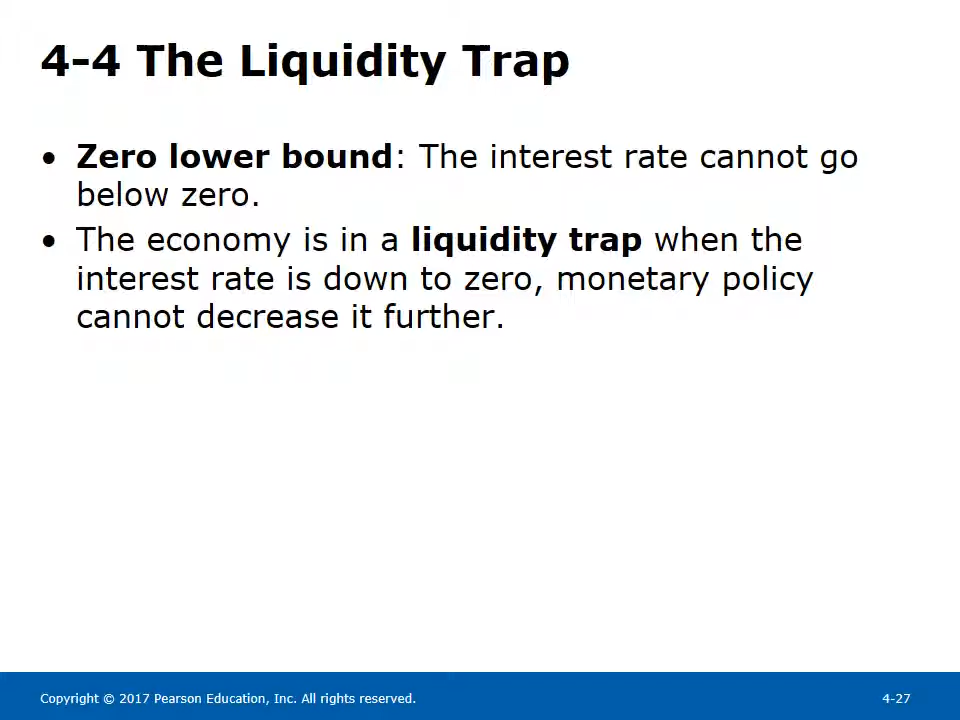 4-4 The Liquidity Trap
• Zero lower bound: The interest rate cannot go
below zero.
• The economy is in a liquidity trap when the
interest rate is down to zero, monetary policy
cannot decrease it further.
Copyright © 2017 Pearson Education, Inc. All rights reserved.
4-27